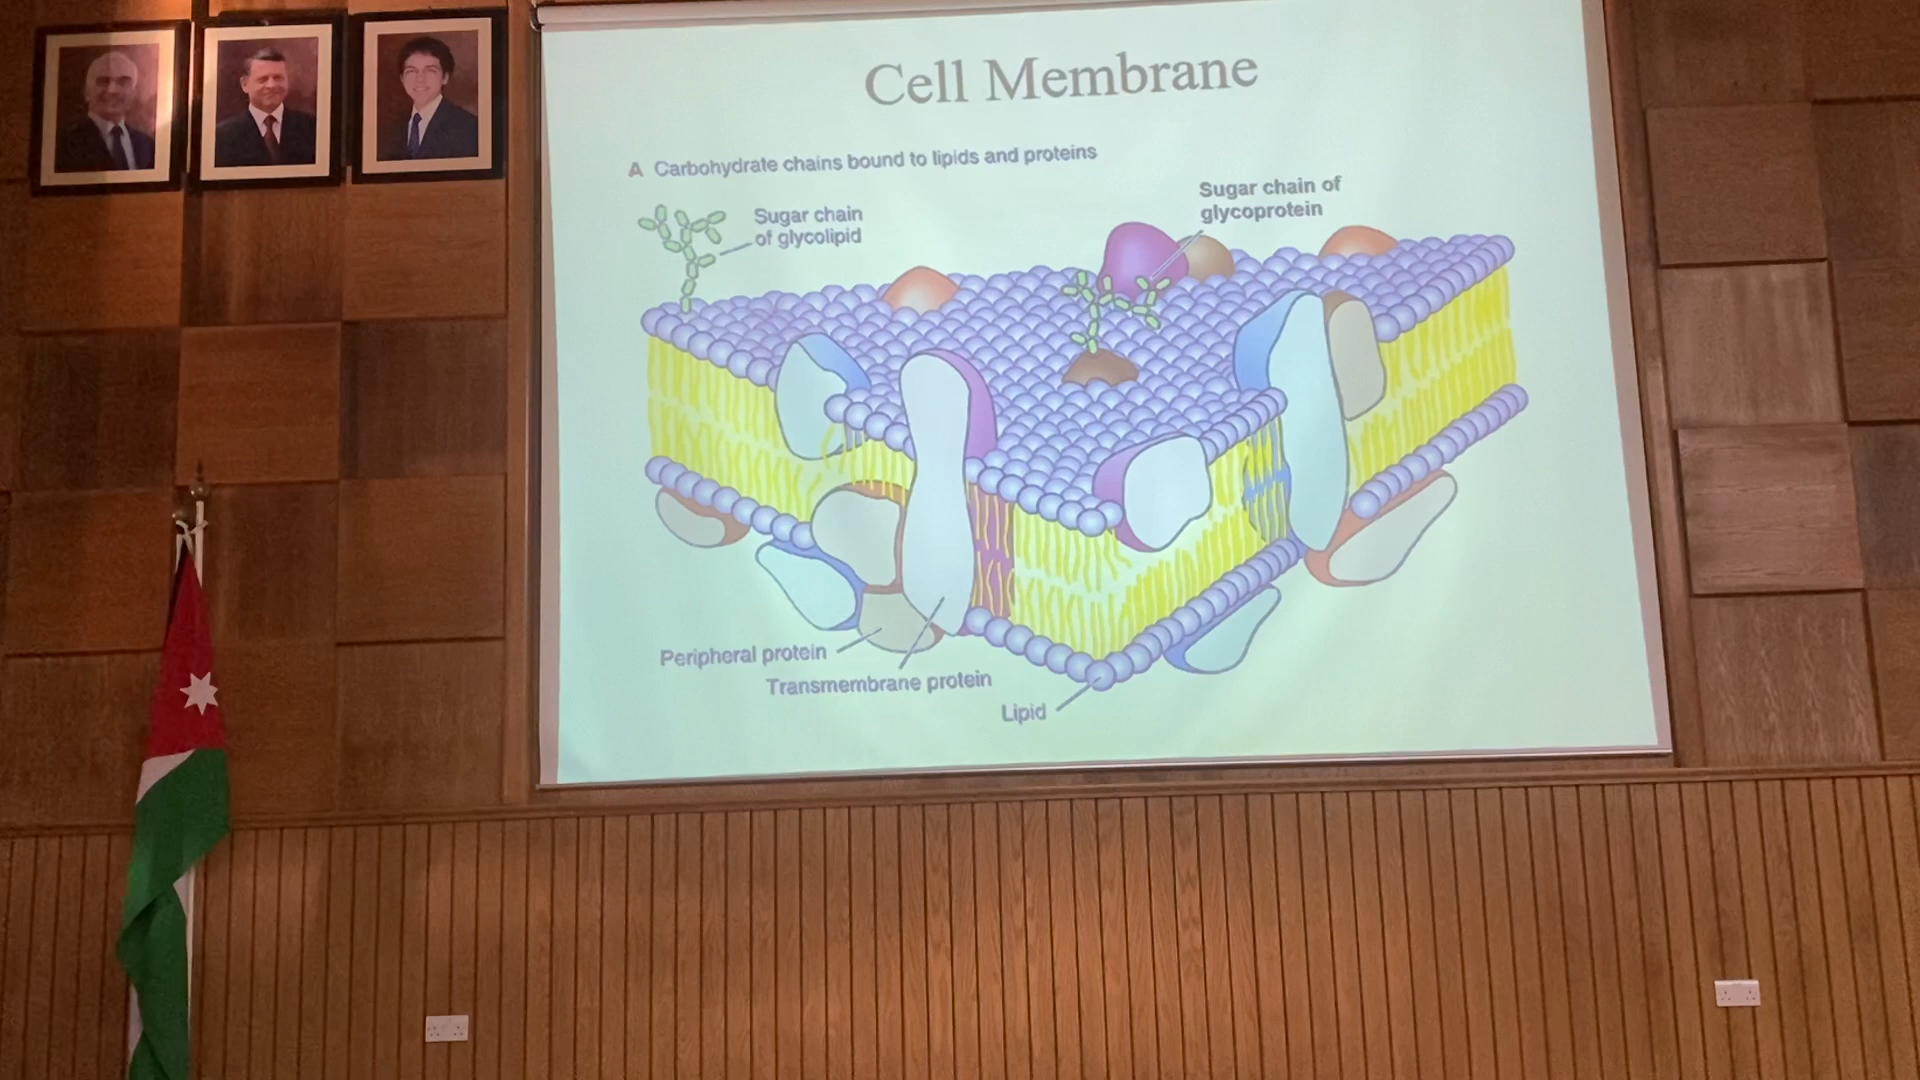 Cell Membrane
A Carbohydrate chains bound to lipids and proteins
Sugar chain of
glycoprotein
Sugar chain
of glycolipid
Peripheral protein
Transmembrane protein
Lipid